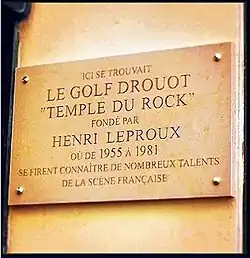 ICI SE TROUVAIT
LE GOLF DROUOT
"TEMPLE DU ROCK"
FONDÉ PAR
HENRI LEPROUX
OÙ DE 1955 À 1981
SE FIRENT CONNAÎTRE DE NOMBREUX TALENTS
DE LA SCÈNE FRANÇAISE